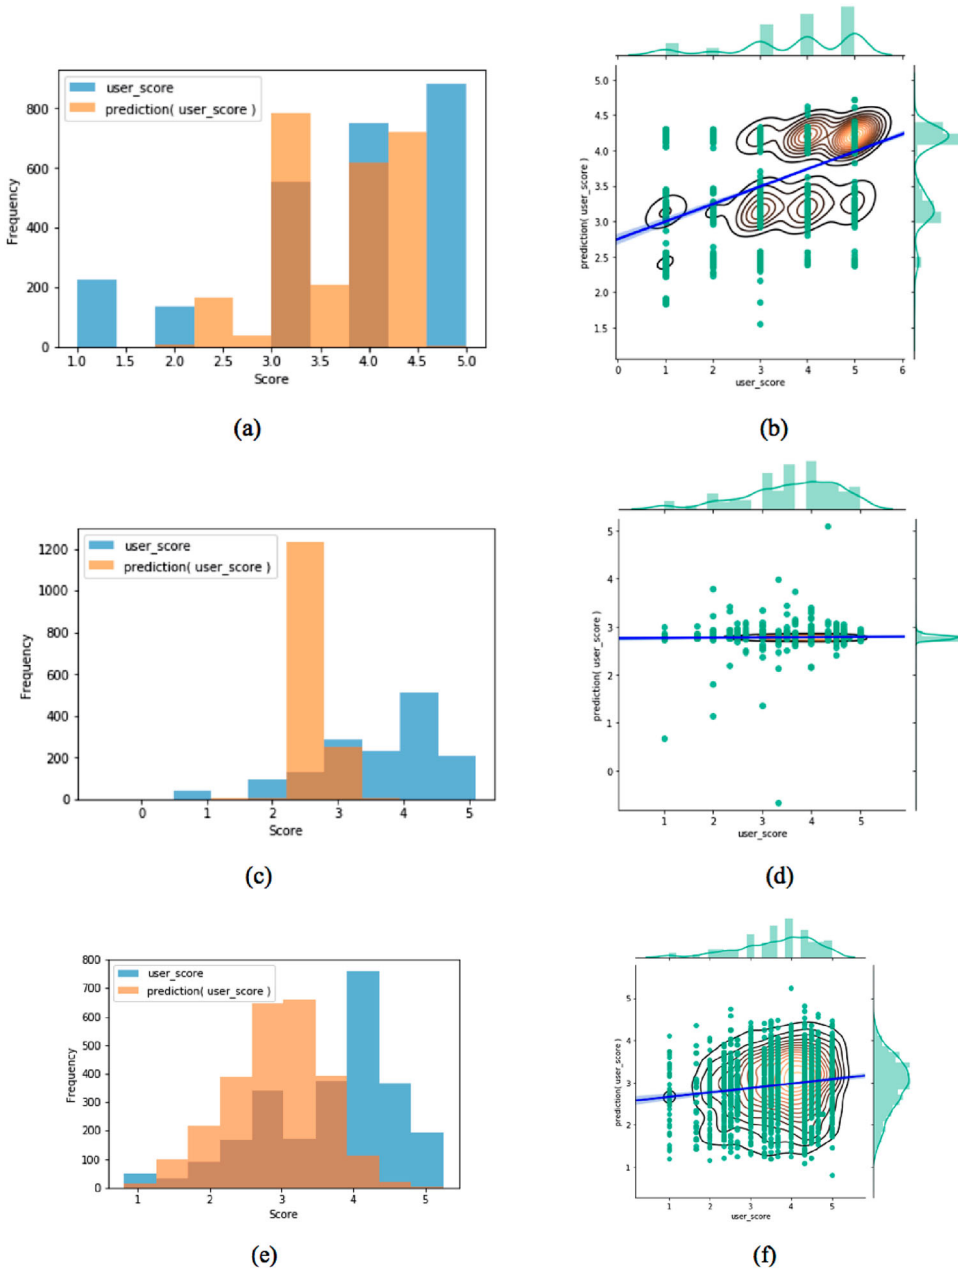 user_score
prediction( user_score )
800
600
400
200
0
Frequency
1.0 1.5 2.0 2.5 3.0 3.5 4.0 4.5 5.0
Score
(a)
5.0
4.5
4.0
3.5
3.0
2.5
2.0
1.5
prediction( user_score )
0 1 2 3 4 5 6
user_score
(b)
user_score
prediction( user_score )
1200
1000
800
600
400
200
0
Frequency
0 1 2 3 4 5
Score
(c)
5
4
3
2
1
0
prediction( user_score )
1 2 3 4 5
user_score
(d)
user_score
prediction( user_score )
800
700
600
500
400
300
200
100
0
Frequency
1 2 3 4 5
Score
(e)
5
4
3
2
1
prediction( user_score )
1 2 3 4 5
user_score
(f)